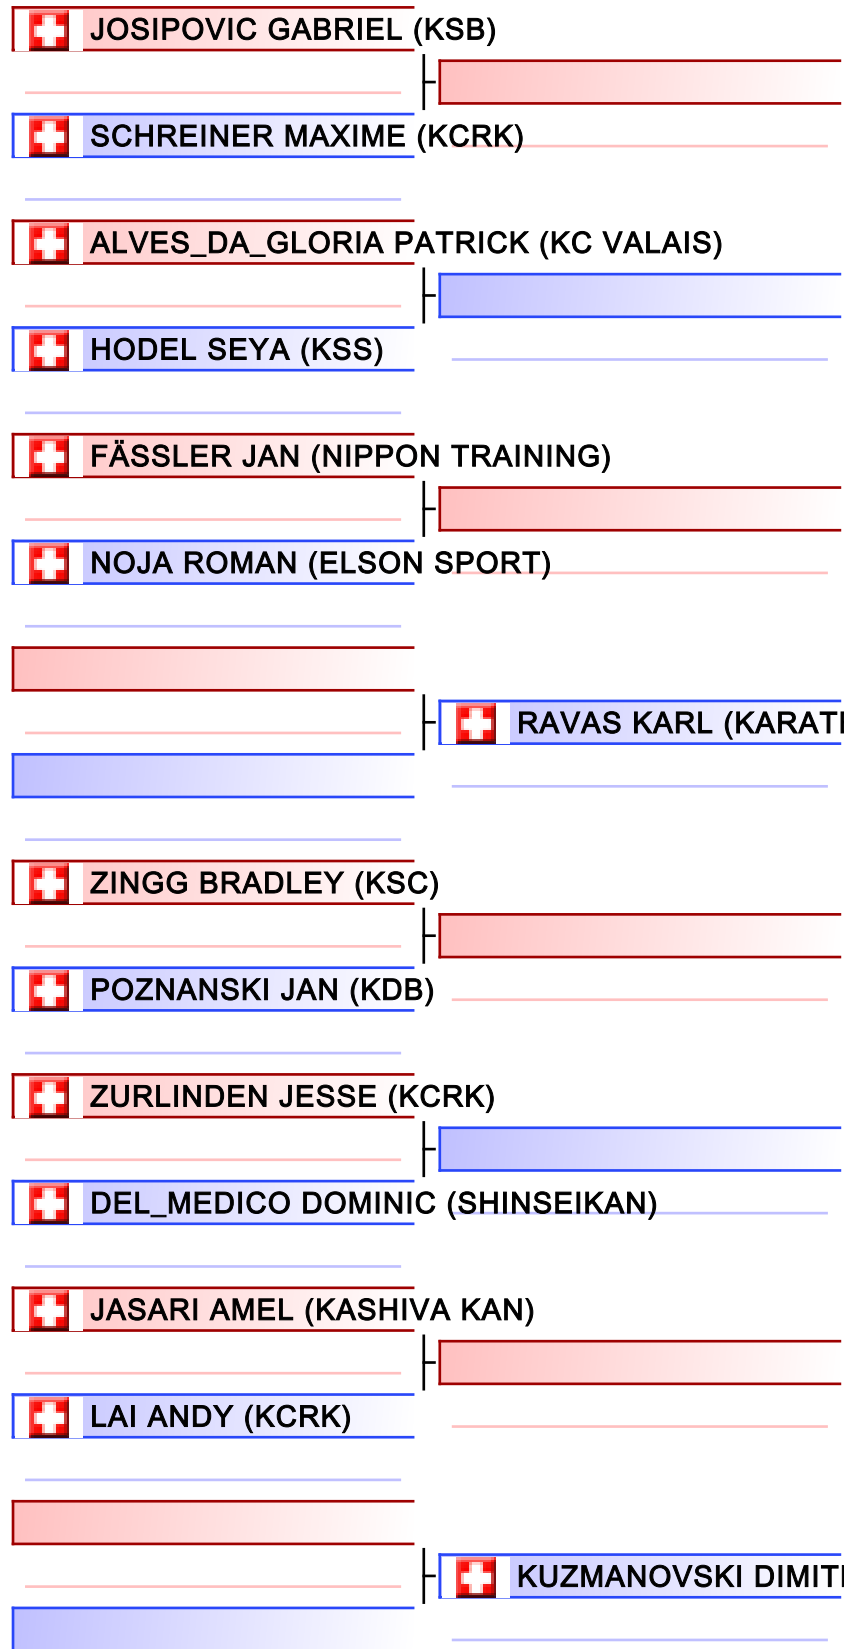 JOSIPOVIC GABRIEL (KSB)
SCHREINER MAXIME (KCRK)
ALVES_DA_GLORIA PATRICK (KC VALAIS)
HODEL SEYA (KSS)
FÄSSLER JAN (NIPPON TRAINING)
NOJA ROMAN (ELSON SPORT)
RAVAS KARL
ZINGG BRADLEY (KSC)
POZNANSKI JAN (KDB)
ZURLINDEN JESSE (KCRK)
DEL_MEDICO DOMINIC (SHINSEIKAN)
JASARI AMEL (KASHIVA KAN)
LAI ANDY (KCRK)
KUZMANOVSKI